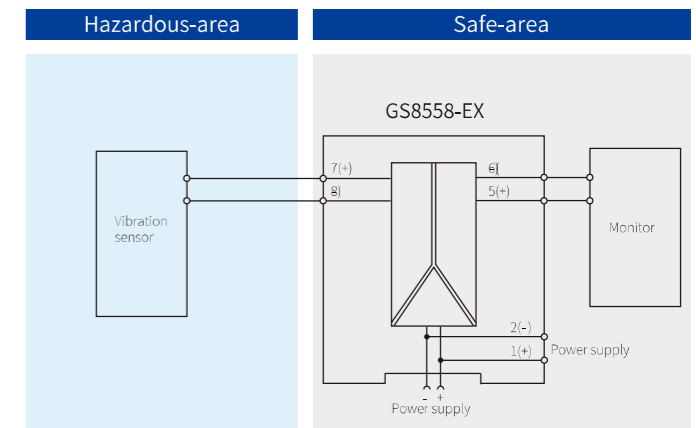 Hazardous-area
Safe-area
GS8558-EX
7(+)
8)
6)
5(+)
Vibration
sensor
Monitor
2(-)
1(+)
Power supply
- +
Power supply